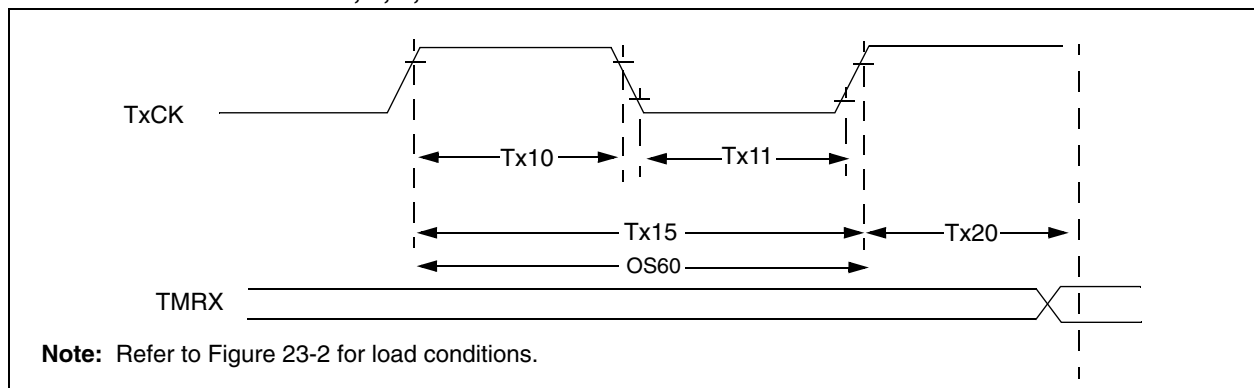 TxCK
Tx10
Tx11
Tx15
Tx20
OS60
TMRX
Note: Refer to Figure 23-2 for load conditions.